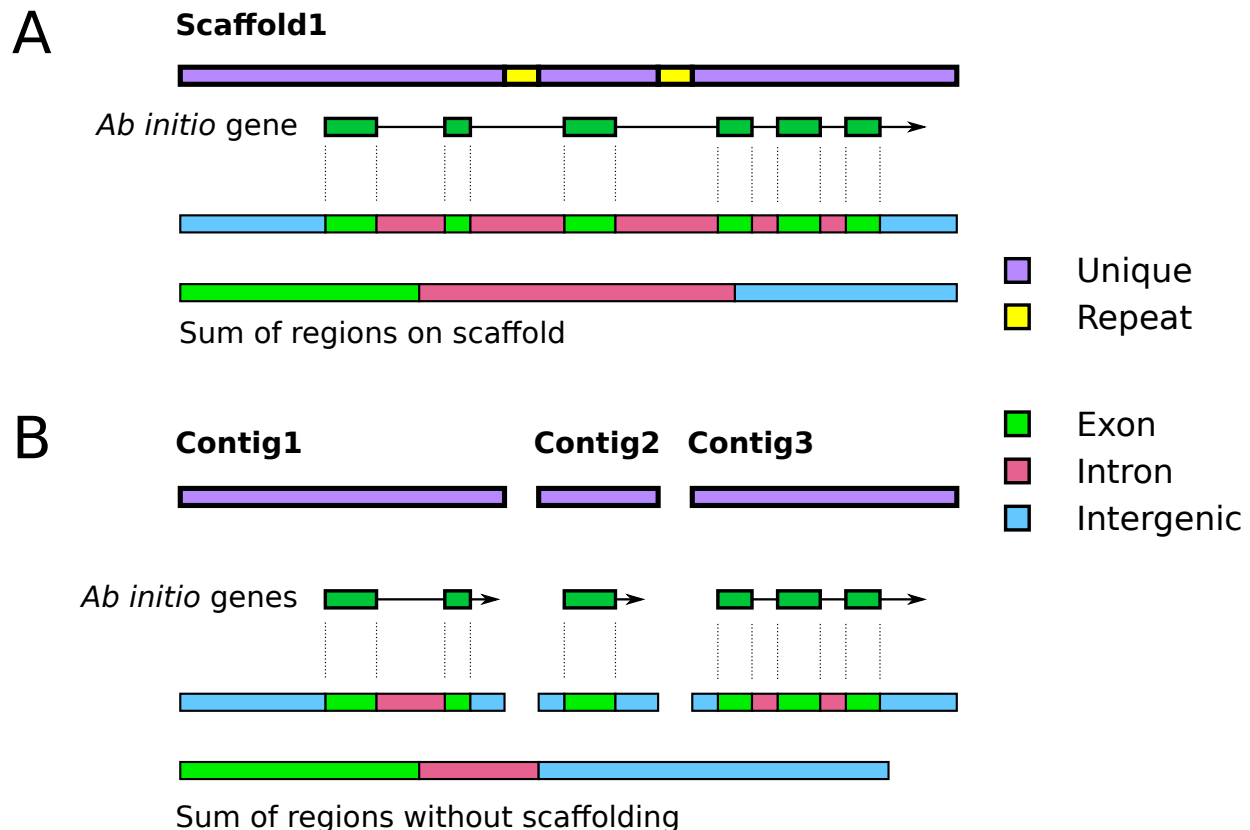 A
Scaffold1
Ab initio gene
Sum of regions on scaffold
Unique
Repeat
Exon
Intron
Intergenic
B
Contig1 Contig2 Contig3
Ab initio genes
Sum of regions without scaffolding